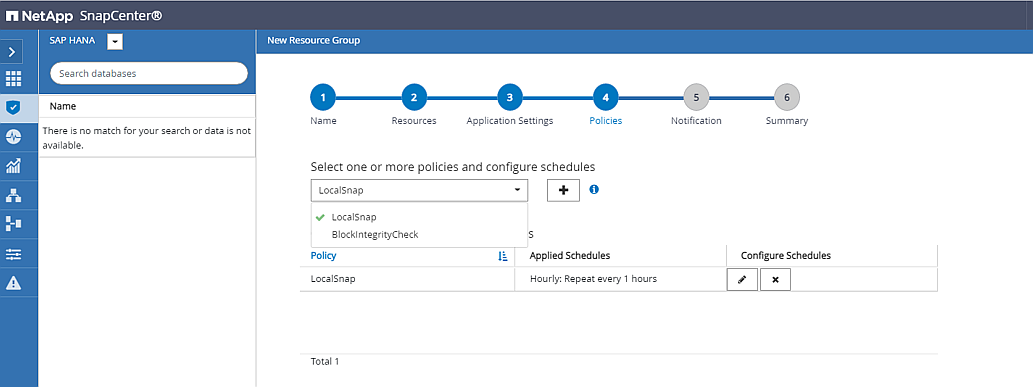 NetApp SnapCenter®
SAP HANA
New Resource Group
Search databases
Name
There is no match for your search or data is not
available.
1 2 3 4 5 6
Name Resources Application Settings Policies Notification Summary
Select one or more policies and configure schedules
LocalSnap
LocalSnap
BlockIntegrityCheck
s
Policy Applied Schedules Configure Schedules
LocalSnap Hourly: Repeat every 1 hours
Total 1